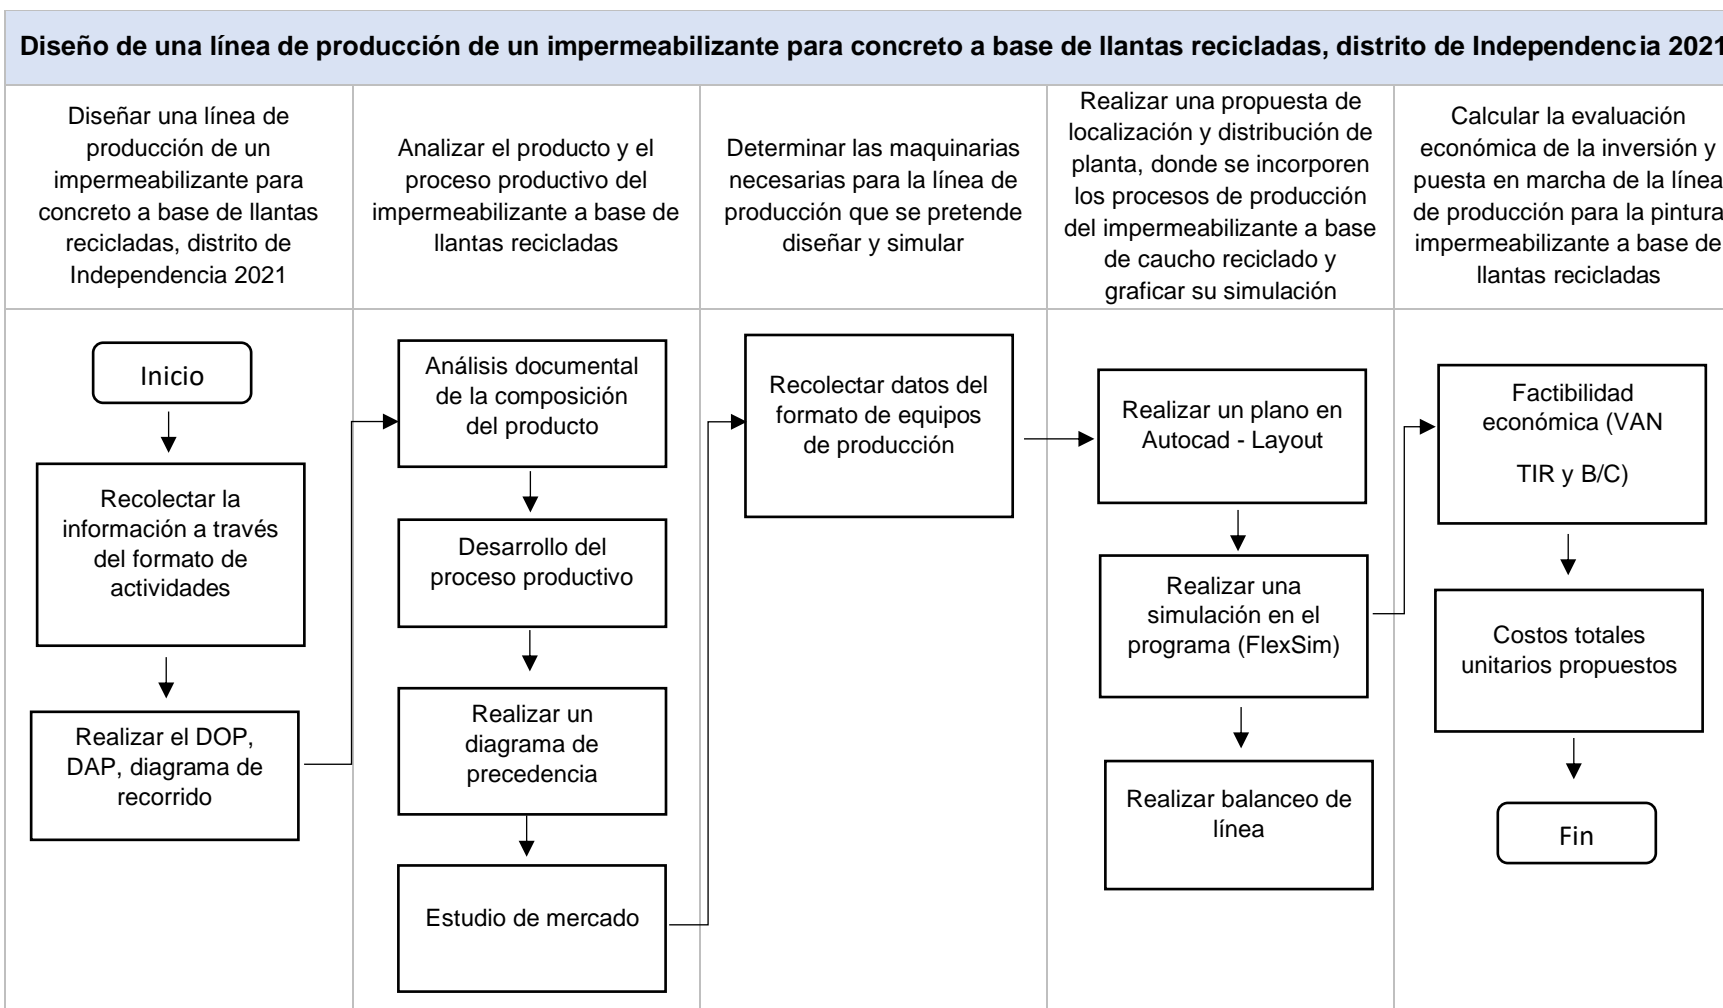 Diseño de una línea de producción de un impermeabilizante para concreto a base de llantas recicladas, distrito de Independencia 2021
Diseñar una línea de
producción de un
impermeabilizante para
concreto a base de llantas
recicladas, distrito de
Independencia 2021
Analizar el producto y el
proceso productivo del
impermeabilizante a base de
llantas recicladas
Determinar las maquinarias
necesarias para la línea de
producción que se pretende
diseñar y simular
Realizar una propuesta de
localización y distribución de
planta, donde se incorporen
los procesos de producción
del impermeabilizante a base
de caucho reciclado y
graficar su simulación
Calcular la evaluación
económica de la inversión y
puesta en marcha de la línea
de producción para la pintura
impermeabilizante a base de
llantas recicladas
Inicio
Recolectar la
información a través
del formato de
actividades
Realizar el DOP,
DAP, diagrama de
recorrido
Análisis documental
de la composición
del producto
Desarrollo del
proceso productivo
Realizar un
diagrama de
precedencia
Estudio de mercado
Recolectar datos del
formato de equipos
de producción
Realizar un plano en
Autocad - Layout
Realizar una
simulación en el
programa (FlexSim)
Realizar balanceo de
línea
Factibilidad
económica (VAN
TIR y B/C)
Costos totales
unitarios propuestos
Fin